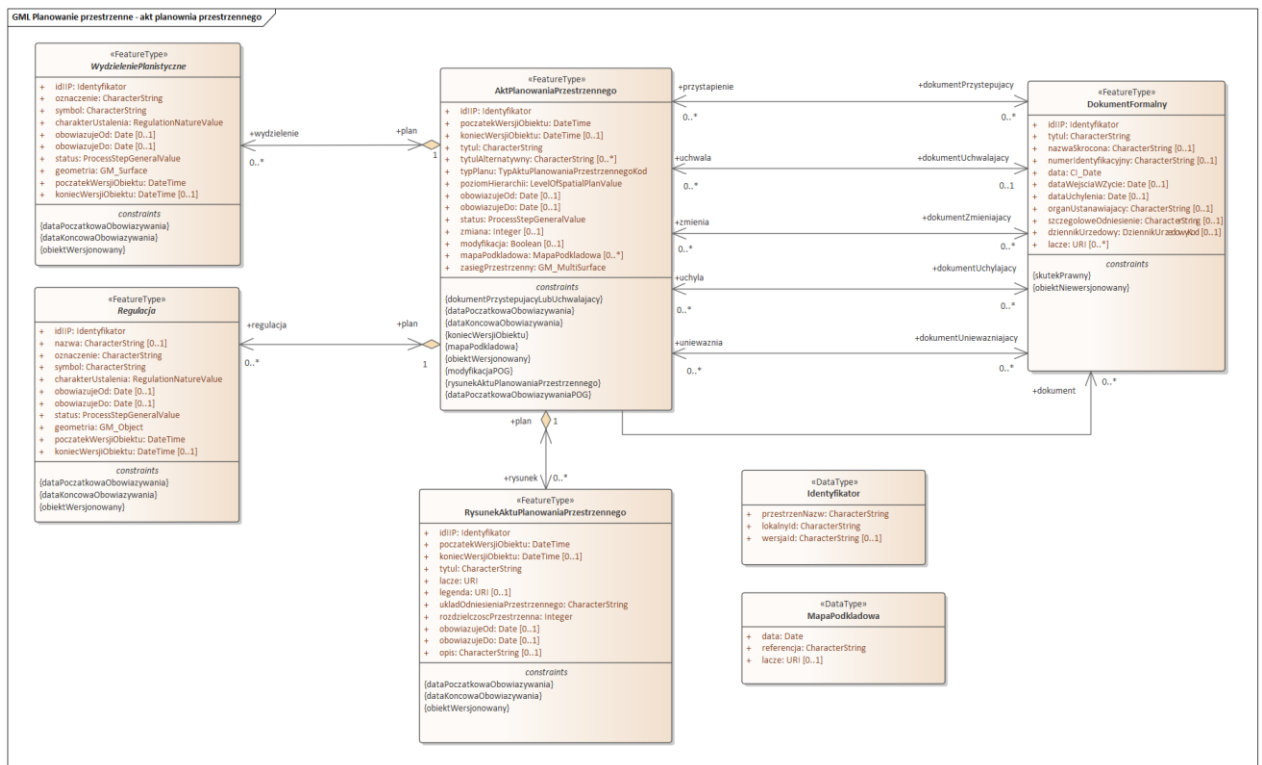 GML Planowanie przestrzenne - akt planownia przestrzennego
«FeatureType»
WydzieleniePlanistyczne
+ idIIP: Identyfikator
+ oznaczenie: CharacterString
+ symbol: CharacterString
+ charakterUstalenia: RegulationNatureValue
+ obowiazujeOd: Date [0..1]
+ obowiazujeDo: Date [0..1]
+ status: ProcessStepGeneralValue
+ geometria: GM_Surface
+ poczatekWersjiObiektu: DateTime
+ koniecWersjiObiektu: DateTime [0..1]
constraints
{dataPoczatkowaObowiazywania}
{dataKoncowaObowiazywania}
{obiektWersjonowany}
+wydzielenie
0..*
+plan
1
«FeatureType»
Regulacja
+ idIIP: Identyfikator
+ nazwa: CharacterString [0..1]
+ oznaczenie: CharacterString
+ symbol: CharacterString
+ charakterUstalenia: RegulationNatureValue
+ obowiazujeOd: Date [0..1]
+ obowiazujeDo: Date [0..1]
+ status: ProcessStepGeneralValue
+ geometria: GM_Object
+ poczatekWersjiObiektu: DateTime
+ koniecWersjiObiektu: DateTime [0..1]
constraints
{dataPoczatkowaObowiazywania}
{dataKoncowaObowiazywania}
{obiektWersjonowany}
+regulacja
0..*
+plan
1
«FeatureType»
AktPlanowaniaPrzestrzennego
+ idIIP: Identyfikator
+ poczatekWersjiObiektu: DateTime
+ koniecWersjiObiektu: DateTime [0..1]
+ tytul: CharacterString
+ tytulAlternatywny: CharacterString [0..*]
+ typPlanu: TypAktuPlanowaniaPrzestrzennegoKod
+ poziomHierarchii: LevelOfSpatialPlanValue
+ obowiazujeOd: Date [0..1]
+ obowiazujeDo: Date [0..1]
+ status: ProcessStepGeneralValue
+ zmiana: Integer [0..1]
+ modyfikacja: Boolean [0..1]
+ mapaPodkladowa: MapaPodkladowa [0..*]
+ zasiegPrzestrzenny: GM_MultiSurface
constraints
{dokumentPrzystepujacyLubUchwalajacy}
{dataPoczatkowaObowiazywania}
{dataKoncowaObowiazywania}
{koniecWersjiObiektu}
{mapaPodkladowa}
{obiektWersjonowany}
{modyfikacjaPOG}
{rysunekAktuPlanowaniaPrzestrzennego}
{dataPoczatkowaObowiazywaniaPOG}
+przystapienie
0..*
+dokumentPrzystepujacy
0..*
+uchwala
0..*
+dokumentUchwalajacy
0..1
+zmienia
0..*
+dokumentZmieniajacy
0..*
+uchyla
0..*
+dokumentUchylajacy
0..*
+uniewaznia
0..*
+dokumentUniewazniajacy
0..*
+dokument
0..*
«FeatureType»
DokumentFormalny
+ idIIP: Identyfikator
+ tytul: CharacterString
+ nazwaSkrocona: CharacterString [0..1]
+ numerIdentyfikacyjny: CharacterString [0..1]
+ data: CI_Date
+ dataWejsciaWZycie: Date [0..1]
+ dataUchylenia: Date [0..1]
+ organUstanawiajacy: CharacterString [0..1]
+ szczegoloweOdniesienie: CharacterString [0..1]
+ dziennikUrzedowy: DziennikUrzedowyKod [0..1]
+ lacze: URI [0..*]
constraints
{skutekPrawny}
{obiektNiewersjonowany}
+plan
1
+rysunek
0..*
«FeatureType»
RysunekAktuPlanowaniaPrzestrzennego
+ idIIP: Identyfikator
+ poczatekWersjiObiektu: DateTime
+ koniecWersjiObiektu: DateTime [0..1]
+ tytul: CharacterString
+ lacze: URI
+ legenda: URI [0..1]
+ ukladOdniesieniaPrzestrzennego: CharacterString
+ rozdzielczoscPrzestrzenna: Integer
+ obowiazujeOd: Date [0..1]
+ obowiazujeDo: Date [0..1]
+ opis: CharacterString [0..1]
constraints
{dataPoczatkowaObowiazywania}
{dataKoncowaObowiazywania}
{obiektWersjonowany}
«DataType»
Identyfikator
+ przestrzenNazw: CharacterString
+ lokalnyId: CharacterString
+ wersjaId: CharacterString [0..1]
«DataType»
MapaPodkladowa
+ data: Date
+ referencja: CharacterString
+ lacze: URI [0..1]